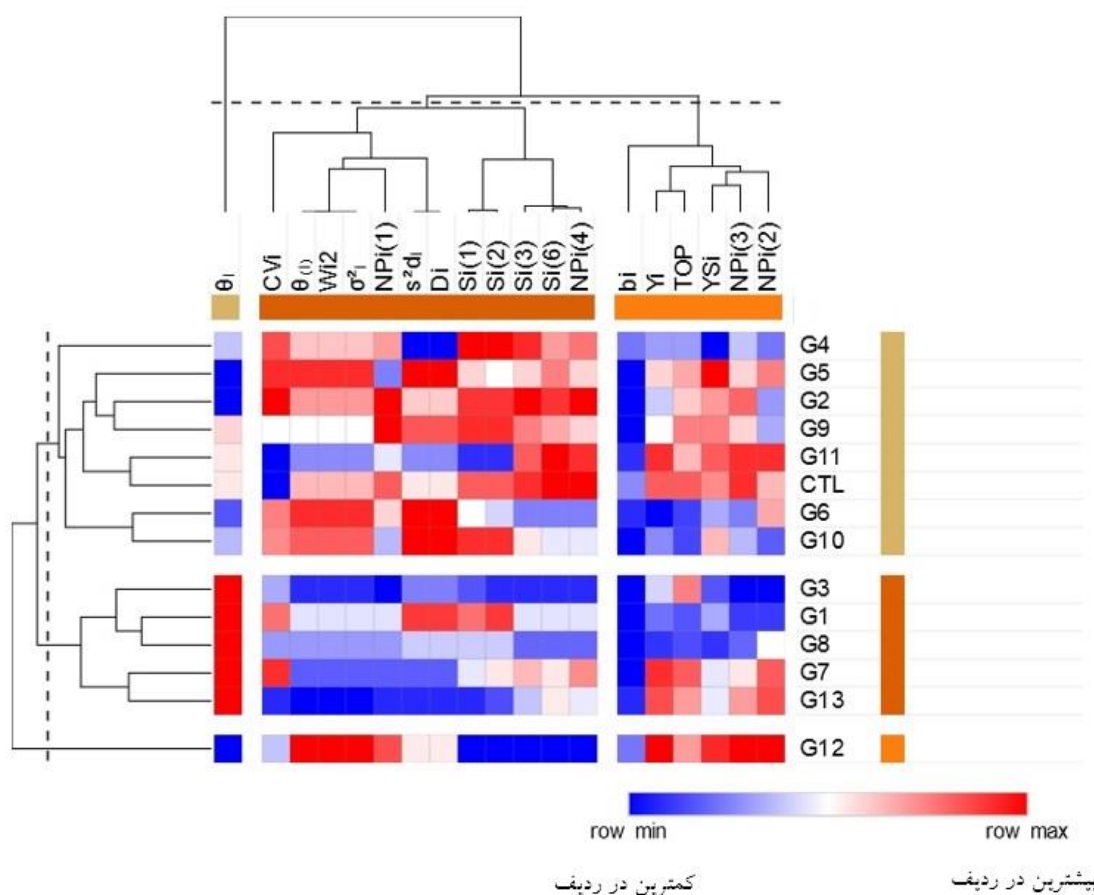 θᵢ CVi θ₍ᵢ₎ Wi2 σ²ᵢ NPi(1) s²dᵢ Di Si(1) Si(2) Si(3) Si(6) NPi(4) bi Yi TOP YSi NPi(3) NPi(2)
G4
G5
G2
G9
G11
CTL
G6
G10
G3
G1
G8
G7
G13
G12
row min row max
کمترین در ردیف
بیشترین در ردیف